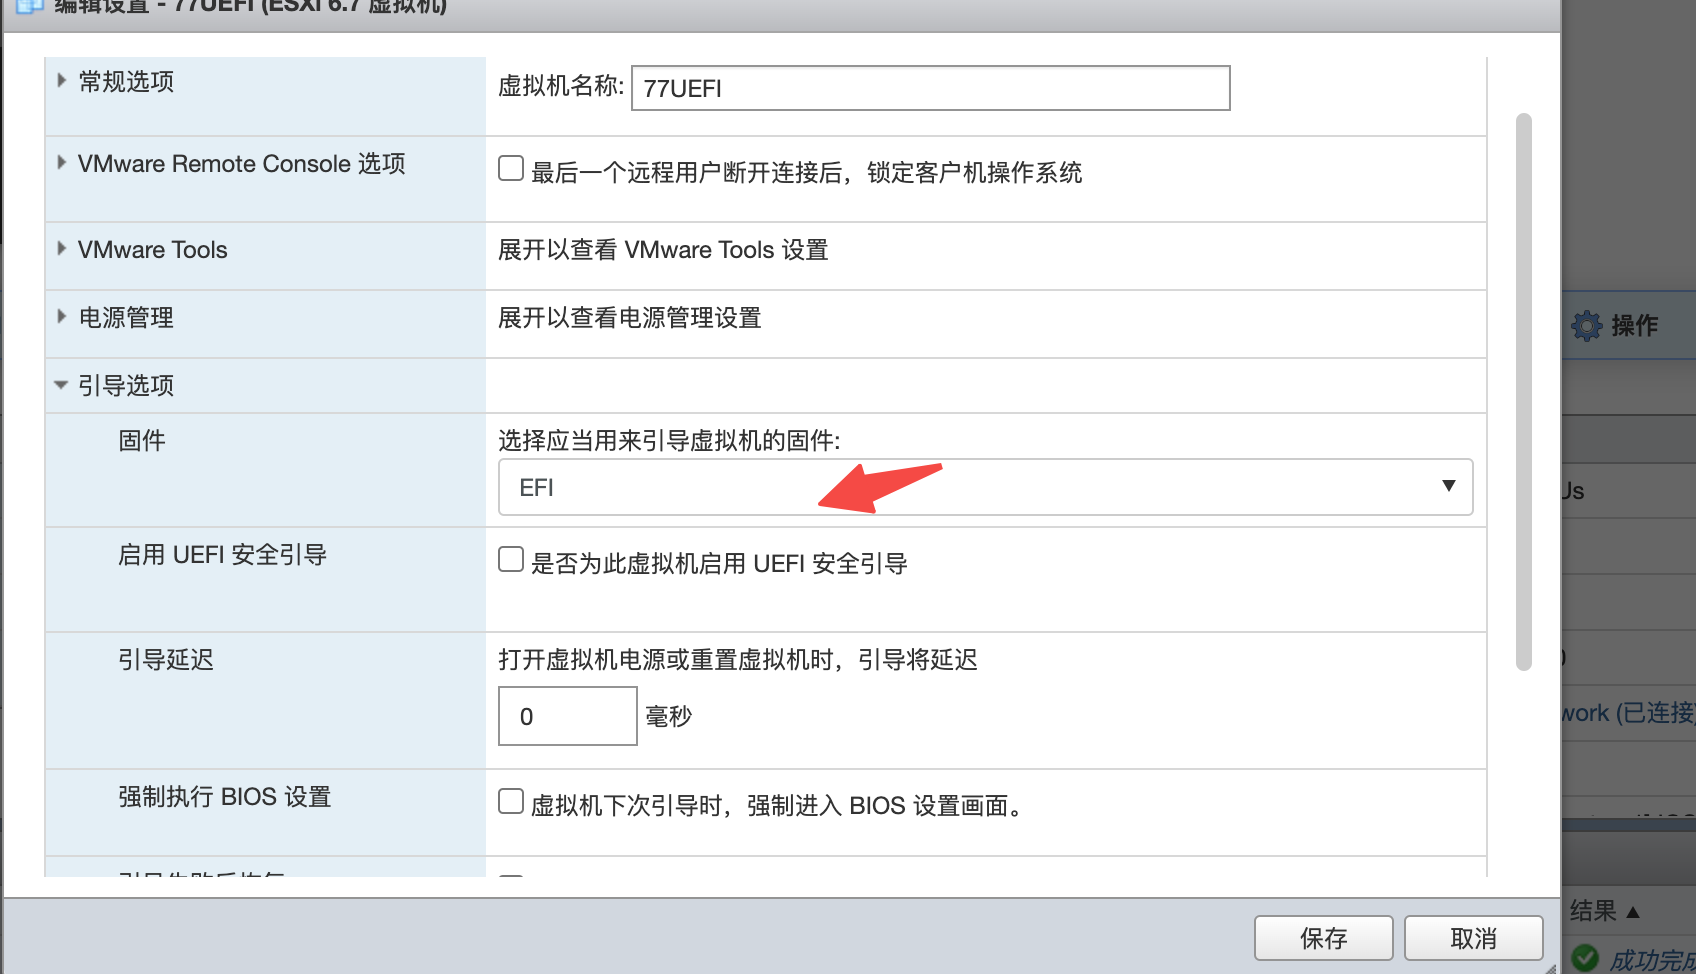 编辑设置 - 77UEFI (ESXi 6.7 虚拟机)
常规选项
虚拟机名称: 77UEFI
VMware Remote Console 选项
最后一个远程用户断开连接后，锁定客户机操作系统
VMware Tools
展开以查看 VMware Tools 设置
电源管理
展开以查看电源管理设置
操作
引导选项
固件
选择应当用来引导虚拟机的固件:
EFI
启用 UEFI 安全引导
是否为此虚拟机启用 UEFI 安全引导
引导延迟
打开虚拟机电源或重置虚拟机时，引导将延迟
0 毫秒
(已连接)
强制执行 BIOS 设置
虚拟机下次引导时，强制进入 BIOS 设置画面。
引导失败后恢复
保存
取消
结果 ▲
成功完成